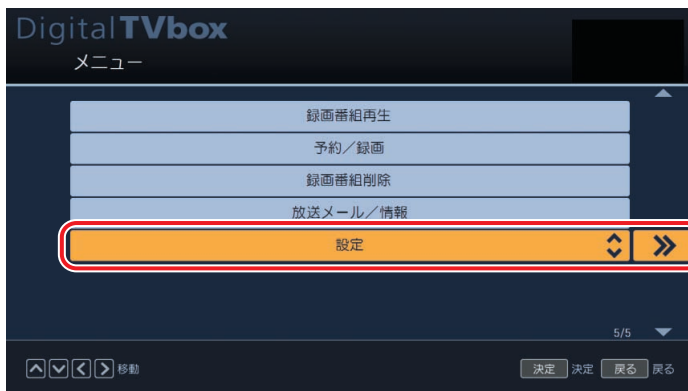 Digital TVbox
メニュー
録画番組再生
予約／録画
録画番組削除
放送メール／情報
設定
5/5
移動
決定 決定 戻る 戻る